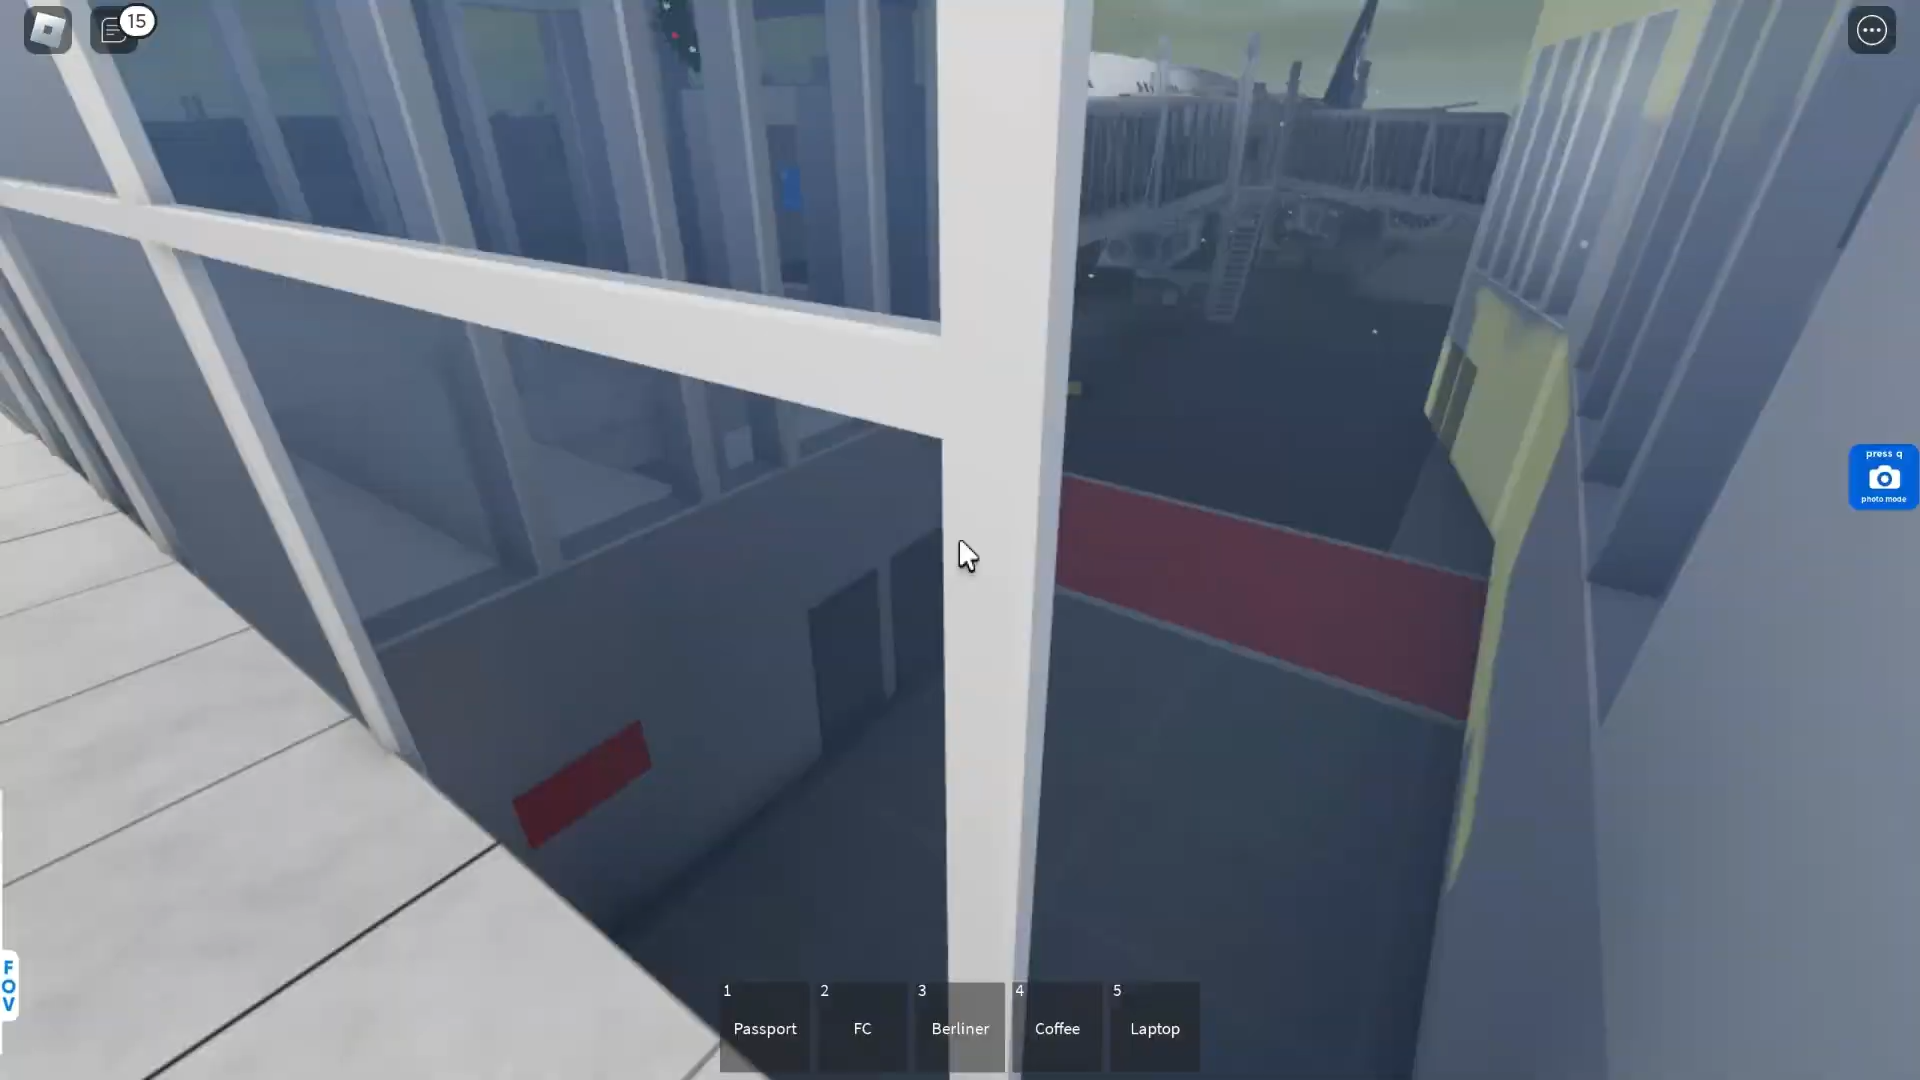 15
press q
photo mode
F
O
V
1
Passport
2
FC
3
Berliner
4
Coffee
5
Laptop